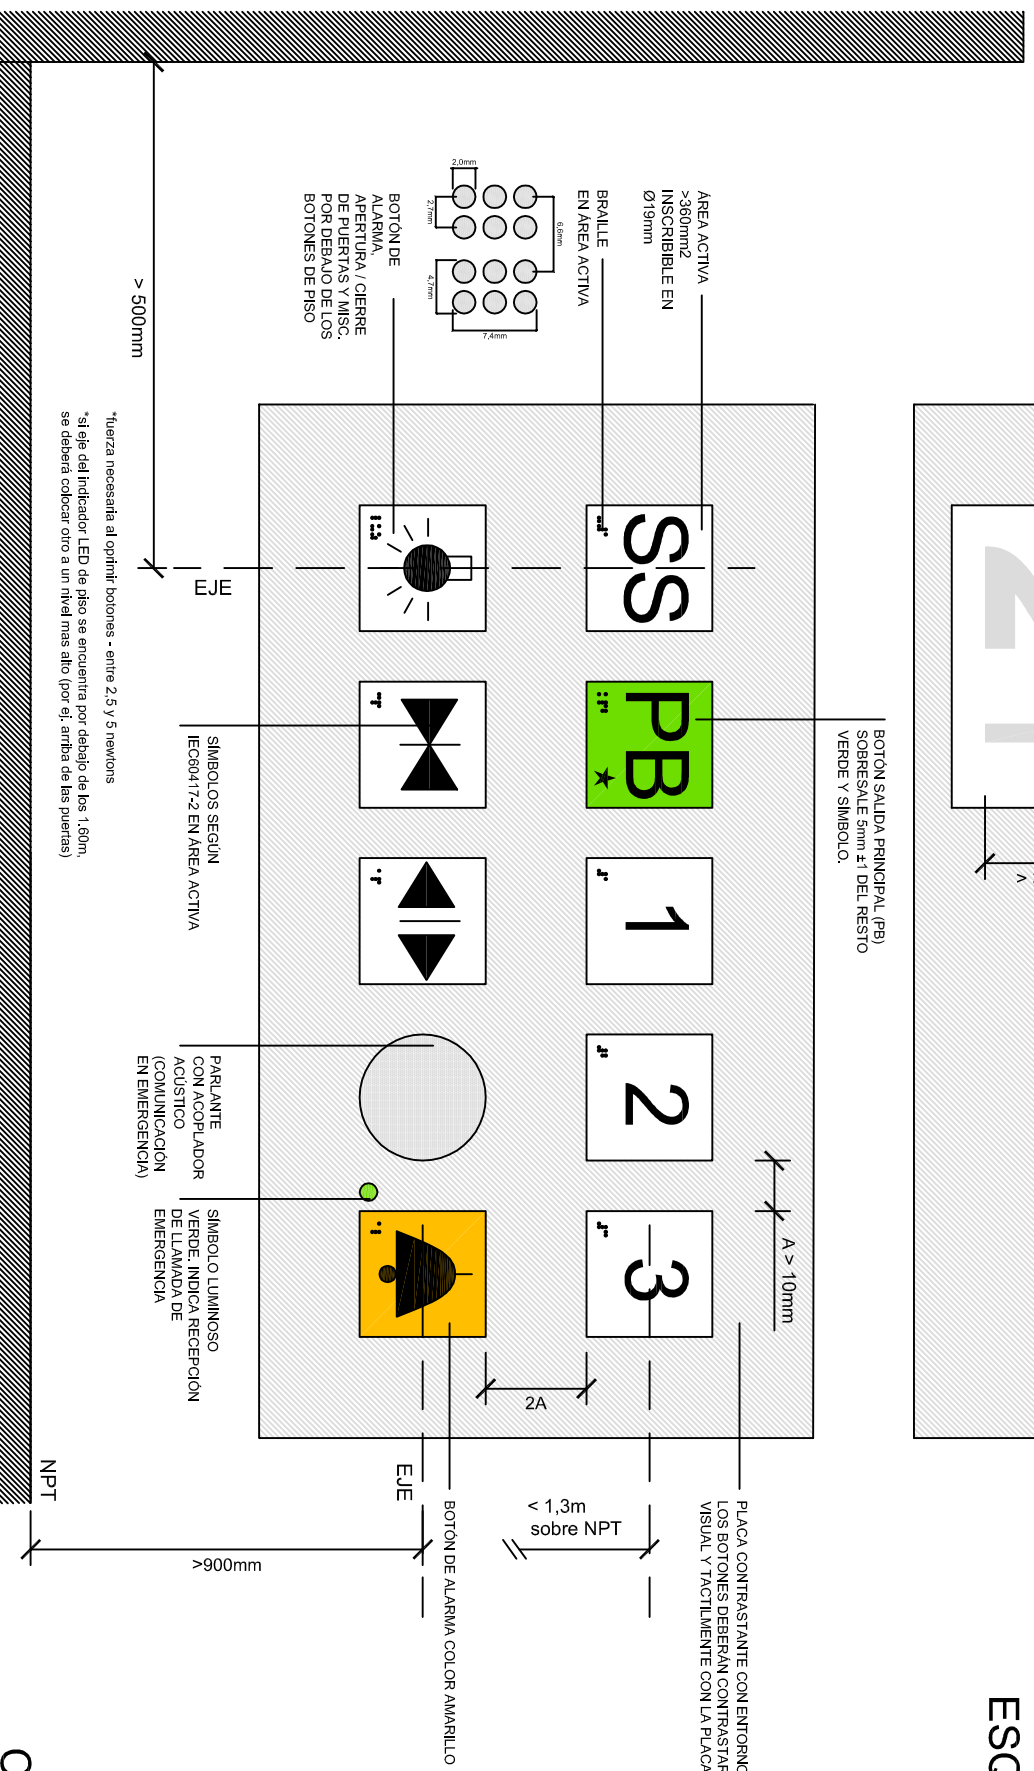 21
>
ESQ
ÁREA ACTIVA
>360mm2
INSCRIBIBLE EN
Ø19mm
BRAILLE
EN ÁREA ACTIVA
2,0mm
2,7mm
6,6mm
4,7mm
7,4mm
BOTÓN DE
ALARMA,
APERTURA / CIERRE
DE PUERTAS Y MISC.
POR DEBAJO DE LOS
BOTONES DE PISO
BOTÓN SALIDA PRINCIPAL (PB)
SOBRESALE 5mm ±1 DEL RESTO
VERDE Y SÍMBOLO.
SS
PB
1
2
3
A > 10mm
2A
PLACA CONTRASTANTE CON ENTORNO
LOS BOTONES DEBERÁN CONTRASTAR
VISUAL Y TACTILMENTE CON LA PLACA
< 1,3m
sobre NPT
BOTÓN DE ALARMA COLOR AMARILLO
EJE
EJE
>900mm
NPT
SÍMBOLOS SEGÚN
IEC60417-2 EN ÁREA ACTIVA
PARLANTE
CON ACOPLADOR
ACÚSTICO
(COMUNICACIÓN
EN EMERGENCIA)
SÍMBOLO LUMINOSO
VERDE. INDICA RECEPCIÓN
DE LLAMADA DE
EMERGENCIA
> 500mm
*fuerza necesaria al oprimir botones - entre 2,5 y 5 newtons
*si eje del indicador LED de piso se encuentra por debajo de los 1.60m,
se deberá colocar otro a un nivel mas alto (por ej. arriba de las puertas)
C